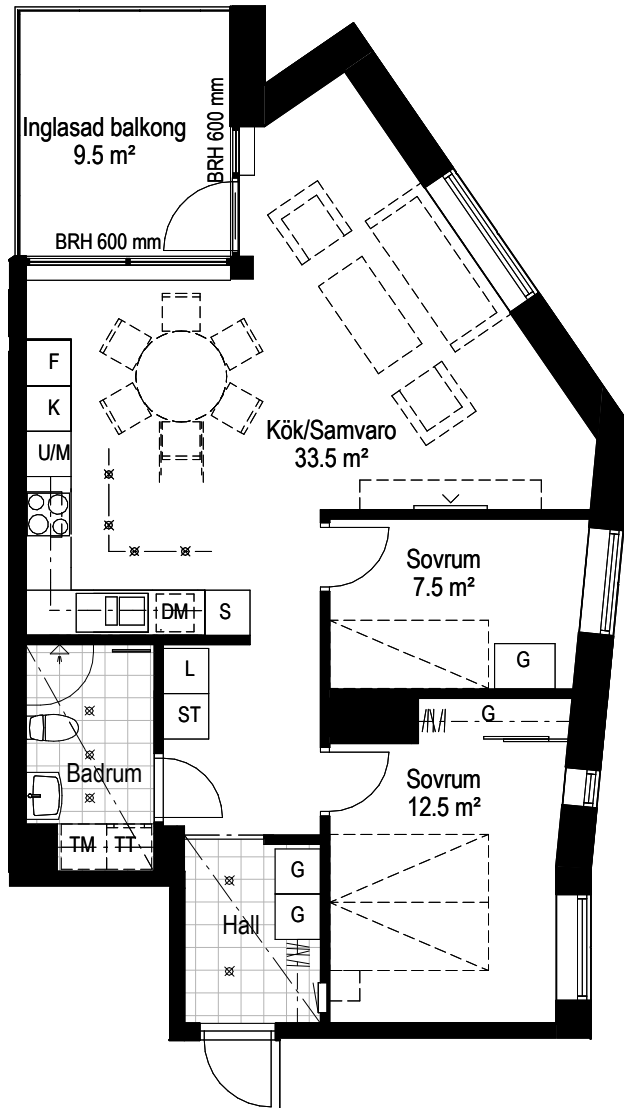 Inglasad balkong
9.5 m²
BRH 600 mm
BRH 600 mm
F
K
U/M
Kök/Samvaro
33.5 m²
DM
S
Sovrum
7.5 m²
G
L
ST
G
Badrum
Sovrum
12.5 m²
TM
TT
G
G
Hall